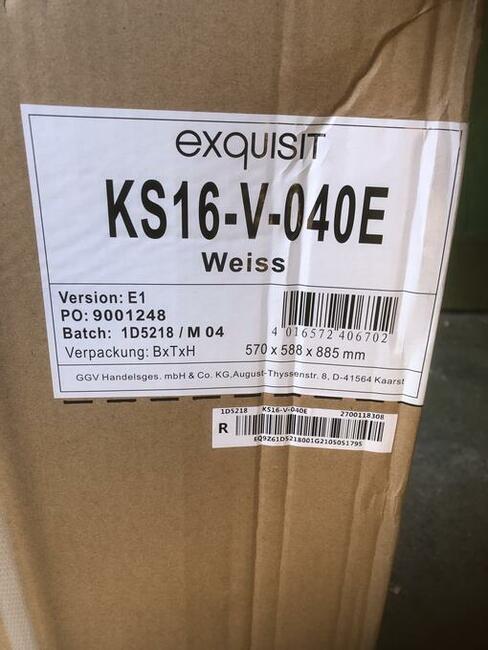 exquisit
KS16-V-040E
Weiss
Version: E1
PO: 9001248
Batch: 1D5218 / M 04
4 016572 406702
Verpackung: BxTxH 570 x 588 x 885 mm
GGV Handelsges. mbH & Co. KG,August-Thyssenstr. 8, D-41564 Kaarst
1D5218 KS16-V-040E 2700118308
R
EQ9Z61D5218001G2105051795